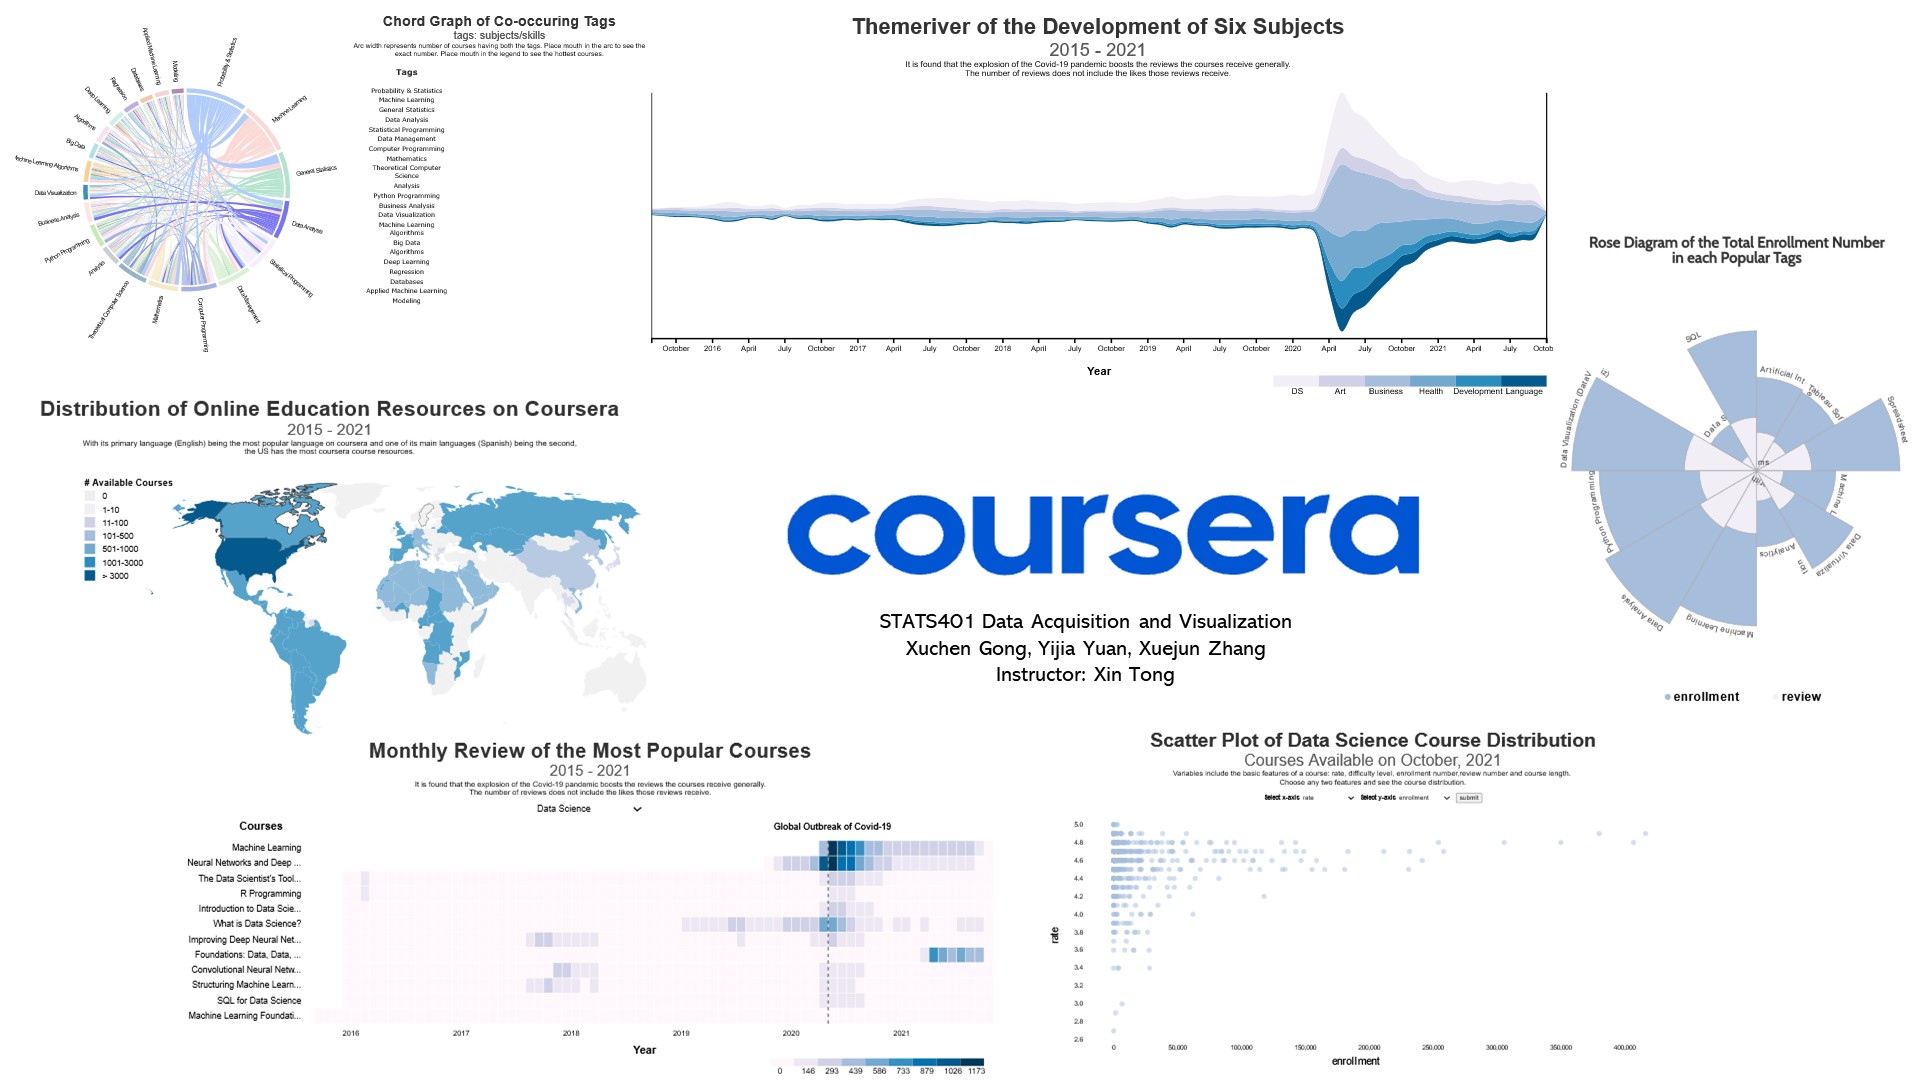 Chord Graph of Co-occuring Tags
tags: subjects/skills
Arc width represents number of courses having both the tags. Place mouth in the arc to see the
exact number. Place mouth in the legend to see the hottest courses.
Tags
Probability & Statistics
Machine Learning
General Statistics
Data Analysis
Statistical Programming
Data Management
Computer Programming
Mathematics
Theoretical Computer
Science
Analysis
Python Programming
Business Analysis
Data Visualization
Machine Learning
Algorithms
Big Data
Algorithms
Deep Learning
Regression
Databases
Applied Machine Learning
Modeling
Probability & Statistics
Machine Learning
General Statistics
Data Analysis
Statistical Programming
Data Management
Computer Programming
Mathematics
Theoretical Computer Science
Analysis
Python Programming
Business Analysis
Data Visualization
achine Learning Algorithms
Big Data
Algorithms
Deep Learning
Regression
Databases
Applied Machine Learning
Modeling
Themeriver of the Development of Six Subjects
2015 - 2021
It is found that the explosion of the Covid-19 pandemic boosts the reviews the courses receive generally.
The number of reviews does not include the likes those reviews receive.
October 2016 April July October 2017 April July October 2018 April July October 2019 April July October 2020 April July October 2021 April July Octob
Year
DS Art Business Health Development Language
Rose Diagram of the Total Enrollment Number
in each Popular Tags
SQL
Artificial Int
Tableau Sof
Spreadsheet
Machine L
Data Virtualiza
tion
Analytics
Machine Learning
Data Analysis
Python Programming
Data Visualization (DataV
iz)
Data S
ms
enrollment review
Distribution of Online Education Resources on Coursera
2015 - 2021
With its primary language (English) being the most popular language on coursera and one of its main languages (Spanish) being the second,
the US has the most coursera course resources.
# Available Courses
0
1-10
11-100
101-500
501-1000
1001-3000
> 3000
coursera
STATS401 Data Acquisition and Visualization
Xuchen Gong, Yijia Yuan, Xuejun Zhang
Instructor: Xin Tong
Monthly Review of the Most Popular Courses
2015 - 2021
It is found that the explosion of the Covid-19 pandemic boosts the reviews the courses receive generally.
The number of reviews does not include the likes those reviews receive.
Data Science
Courses
Global Outbreak of Covid-19
Machine Learning
Neural Networks and Deep ...
The Data Scientist's Tool...
R Programming
Introduction to Data Scie...
What is Data Science?
Improving Deep Neural Net...
Foundations: Data, Data, ...
Convolutional Neural Netw...
Structuring Machine Learn...
SQL for Data Science
Machine Learning Foundati...
2016 2017 2018 2019 2020 2021
Year
0 146 293 439 586 733 879 1026 1173
Scatter Plot of Data Science Course Distribution
Courses Available on October, 2021
Variables include the basic features of a course: rate, difficulty level, enrollment number,review number and course length.
Choose any two features and see the course distribution.
Select x-axis rate Select y-axis enrollment submit
5.0
4.8
4.6
4.4
4.2
4.0
3.8
3.6
3.4
3.2
3.0
2.8
2.6
rate
0 50,000 100,000 150,000 200,000 250,000 300,000 350,000 400,000
enrollment